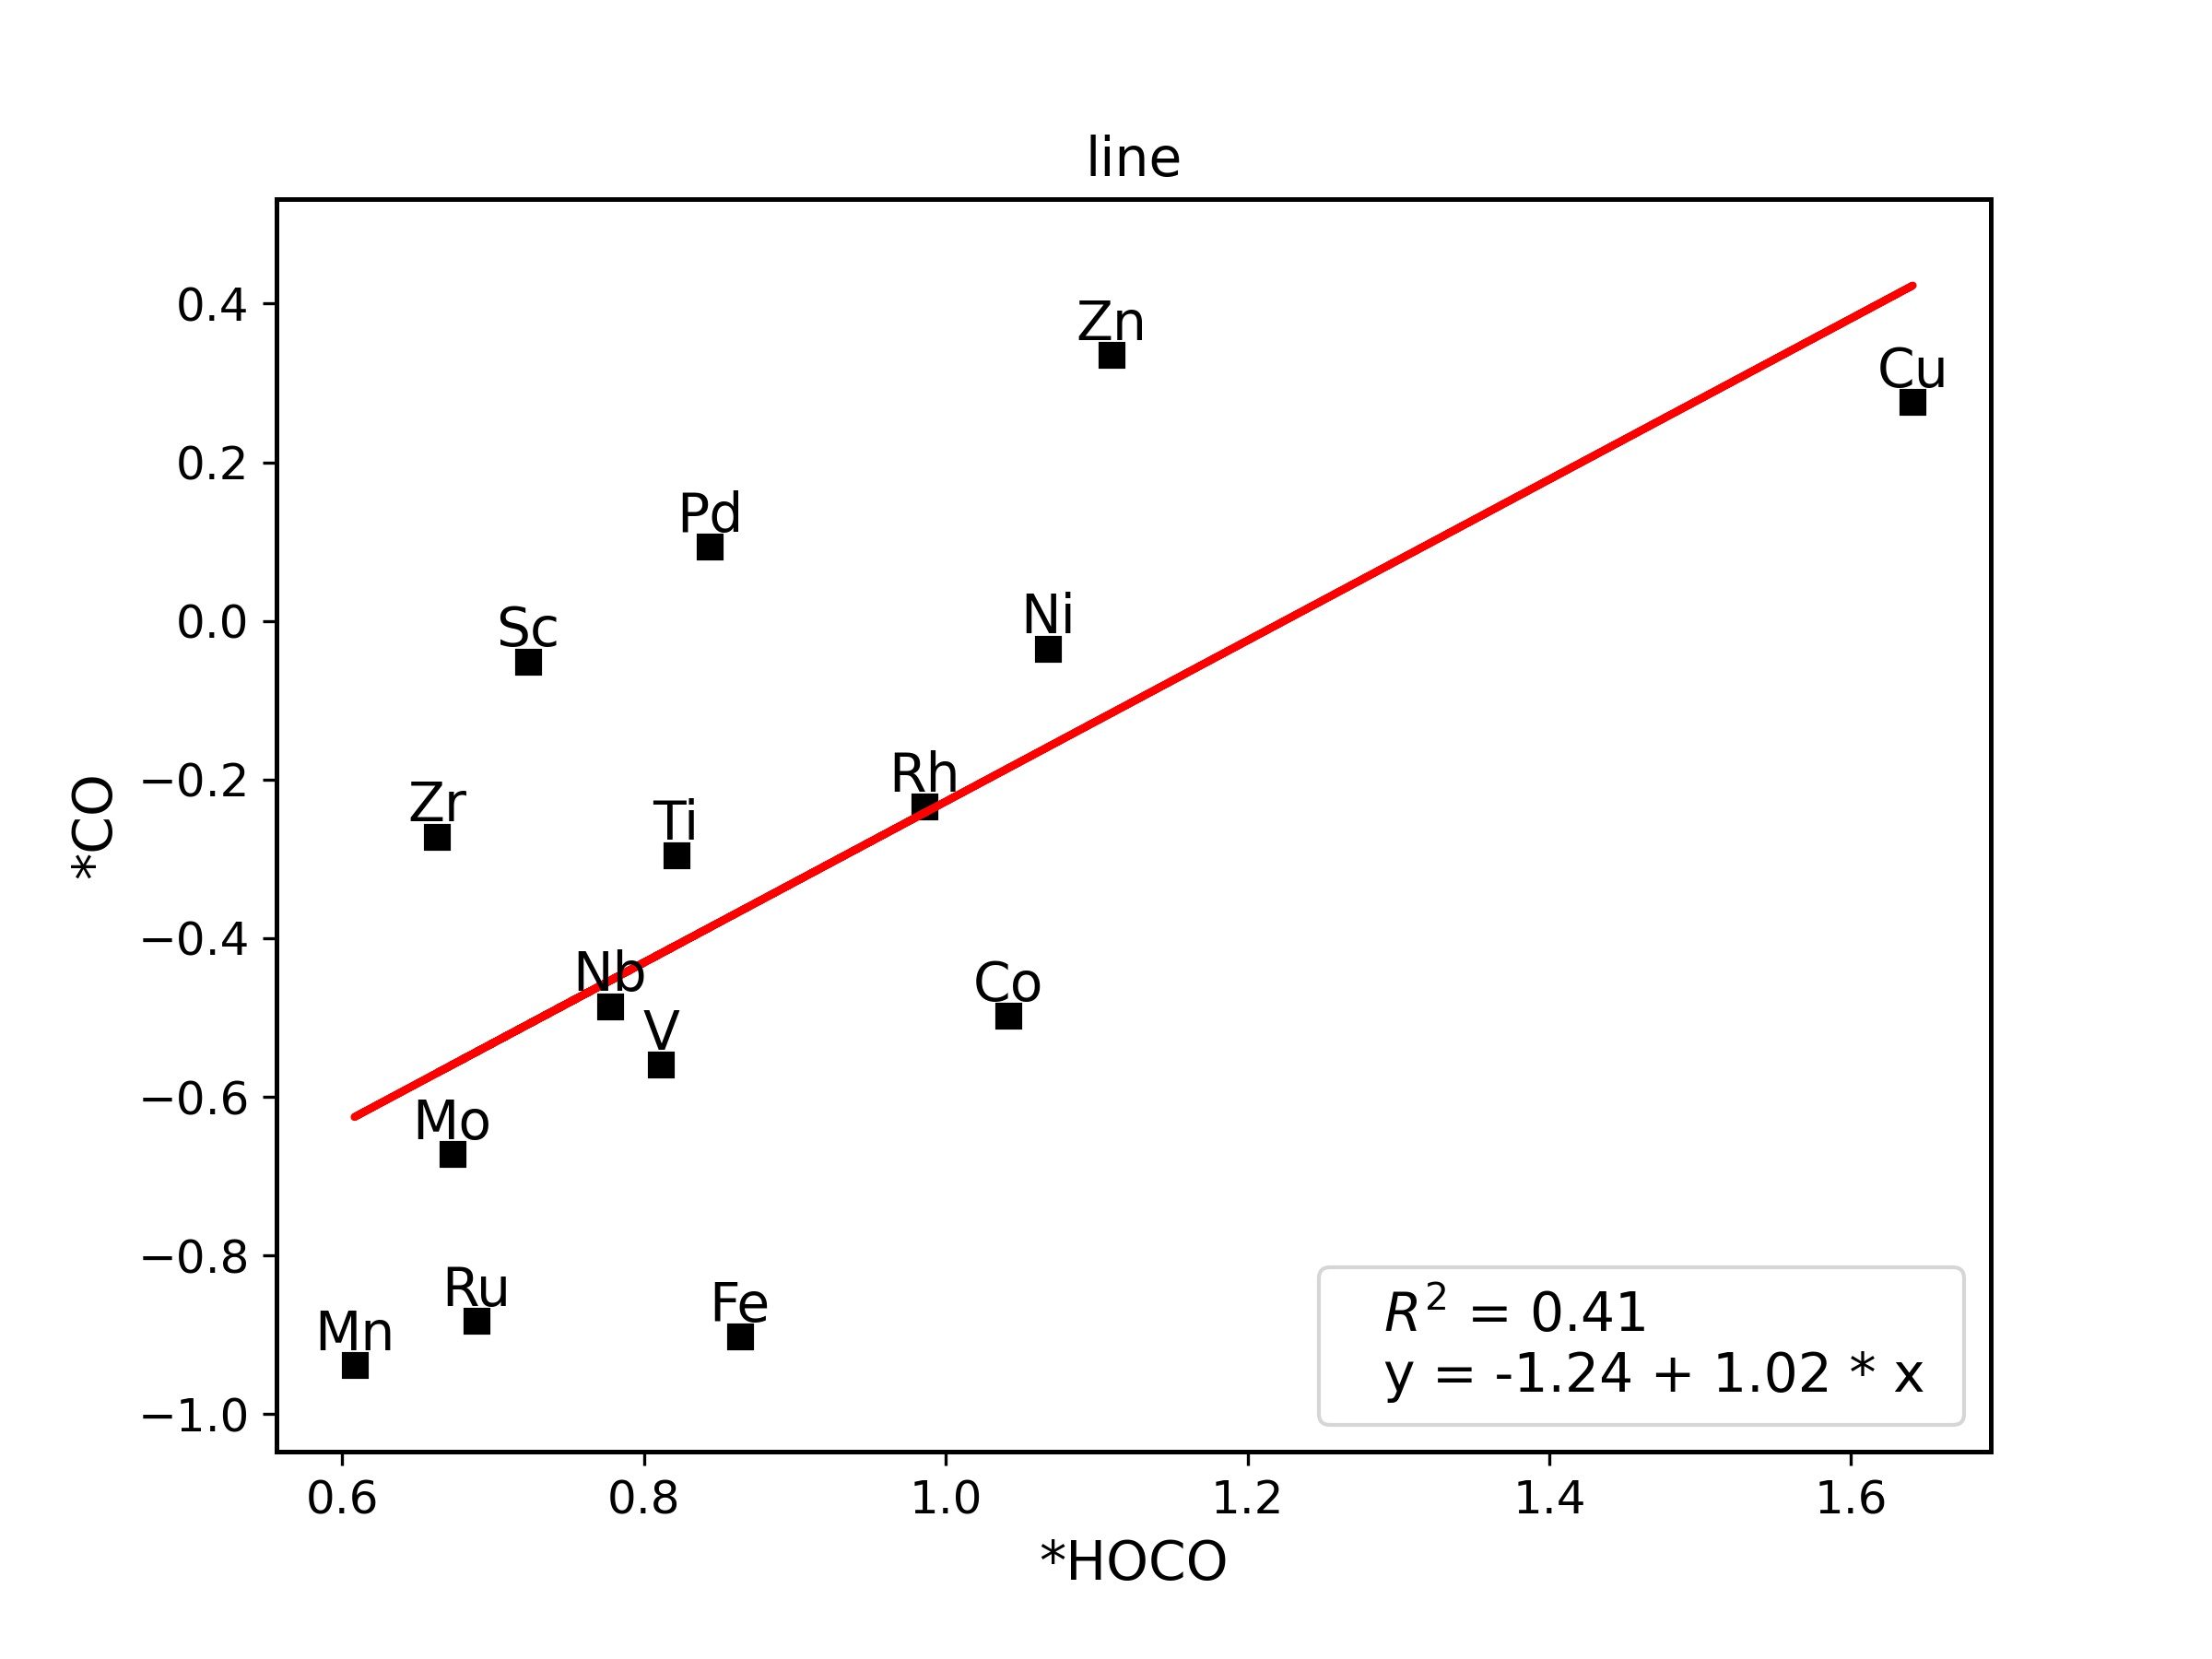 line
Zn
Cu
Pd
Ni
Sc
Rh
Zr
Ti
Nb
Co
V
Mo
Ru
Fe
Mn
0.4
0.2
0.0
−0.2
−0.4
−0.6
−0.8
−1.0
*CO
R² = 0.41
y = -1.24 + 1.02 * x
0.6 0.8 1.0 1.2 1.4 1.6
*HOCO